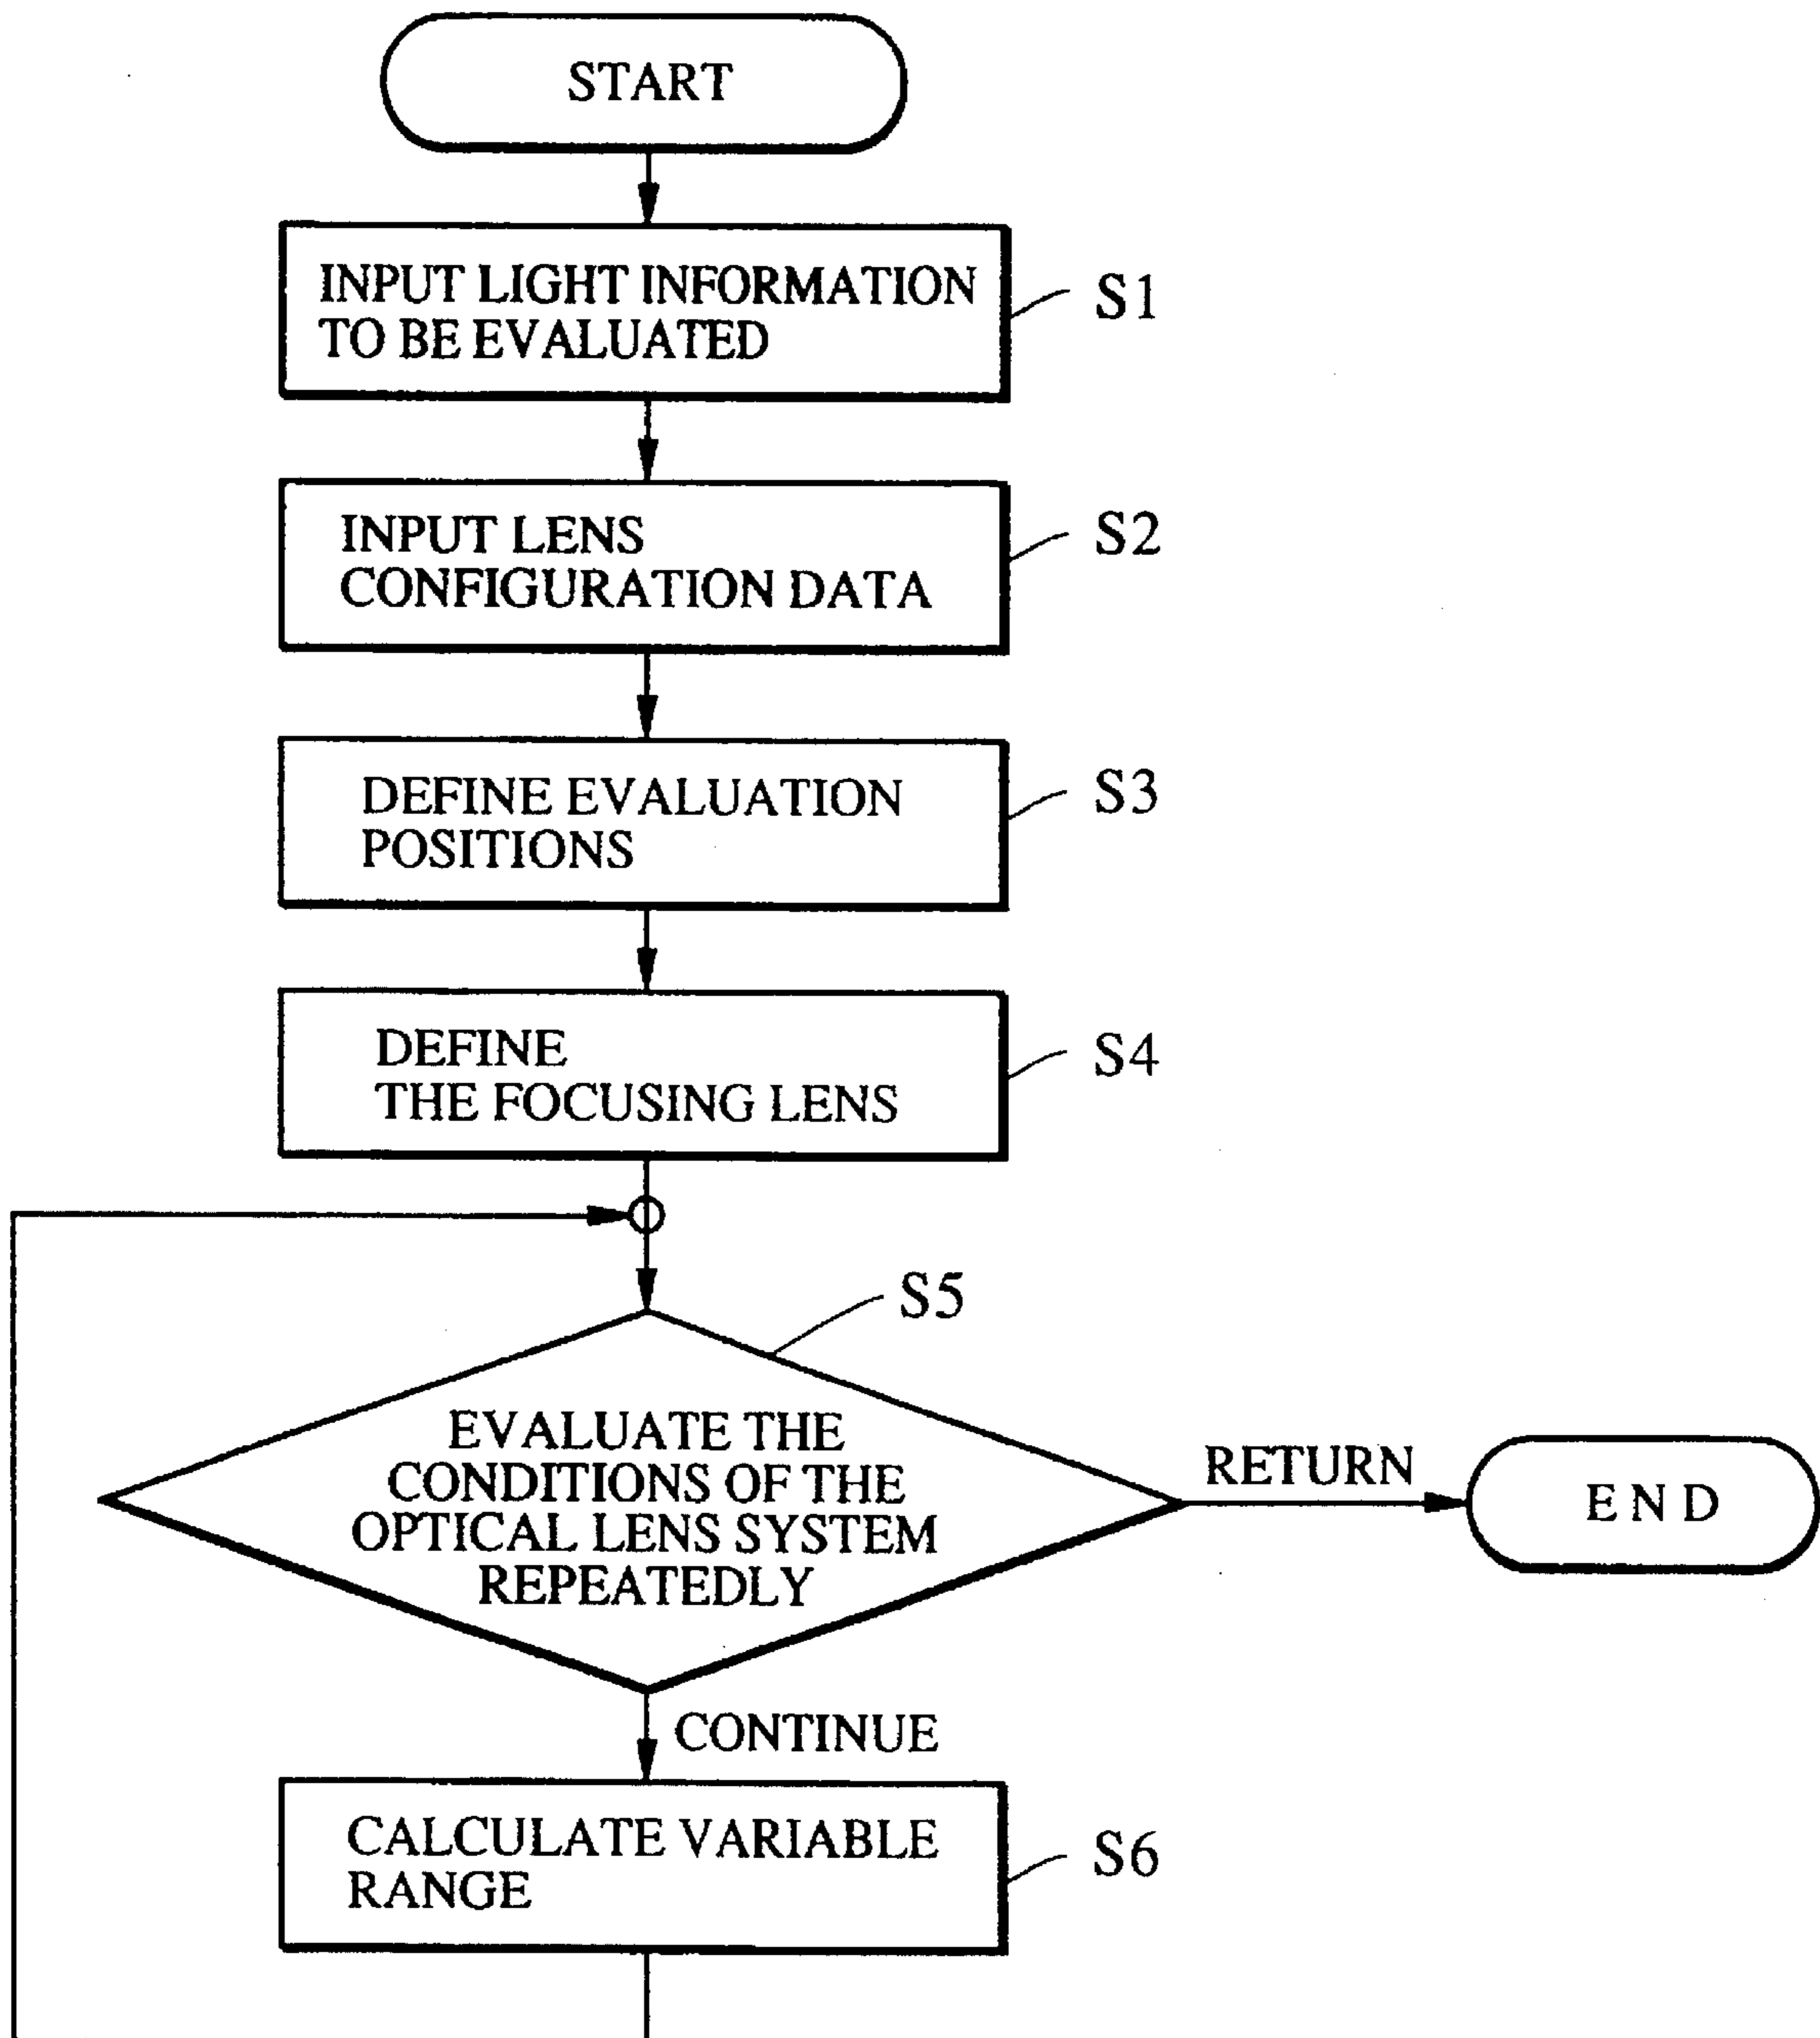 START
INPUT LIGHT INFORMATION
TO BE EVALUATED
S1
INPUT LENS
CONFIGURATION DATA
S2
DEFINE EVALUATION
POSITIONS
S3
DEFINE
THE FOCUSING LENS
S4
S5
EVALUATE THE
CONDITIONS OF THE
OPTICAL LENS SYSTEM
REPEATEDLY
RETURN
END
CONTINUE
CALCULATE VARIABLE
RANGE
S6